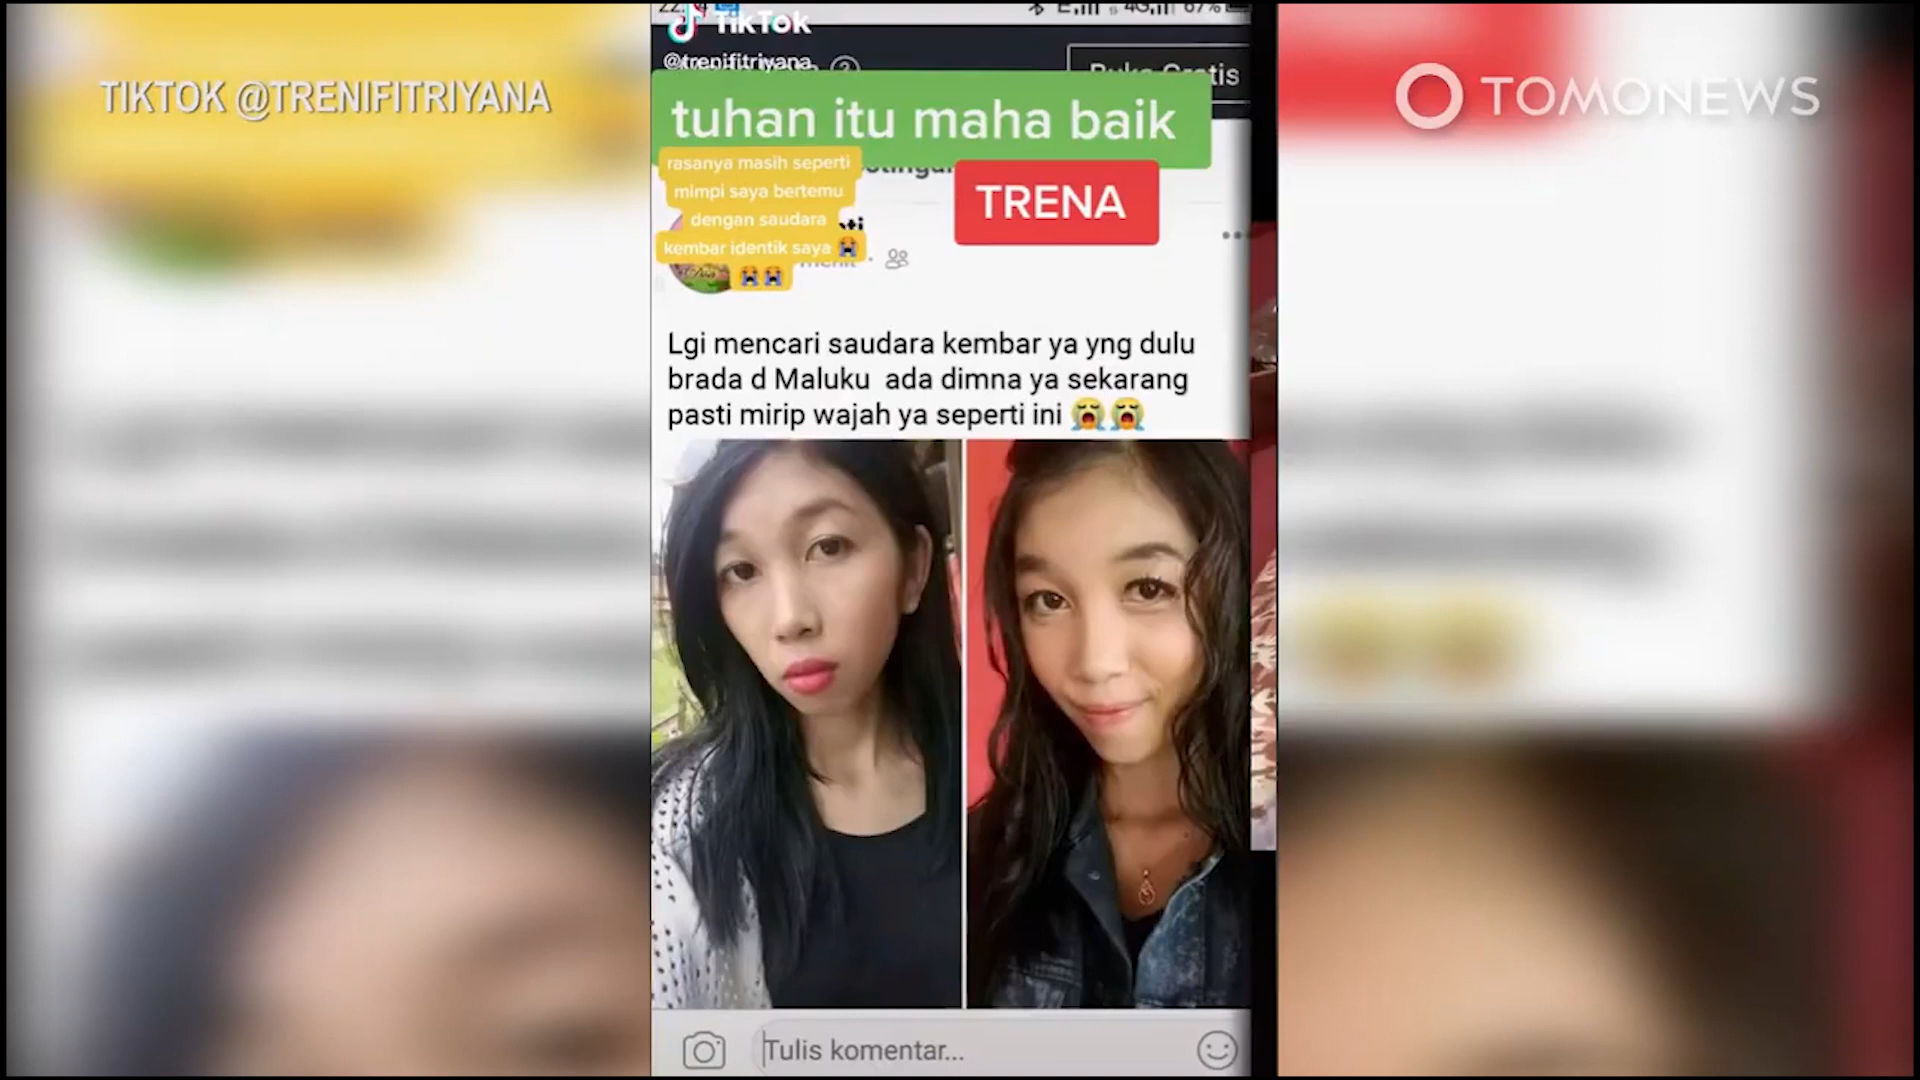 TikTok
@trenifitriyana
TIKTOK @TRENIFITRIYANA
TOMONEWS
67%
tuhan itu maha baik
TRENA
rasanya masih seperti
mimpi saya bertemu
dengan saudara
kembar identik saya 😭
😭😭
Lgi mencari saudara kembar ya yng dulu
brada d Maluku ada dimna ya sekarang
pasti mirip wajah ya seperti ini 😭😭
Tulis komentar...